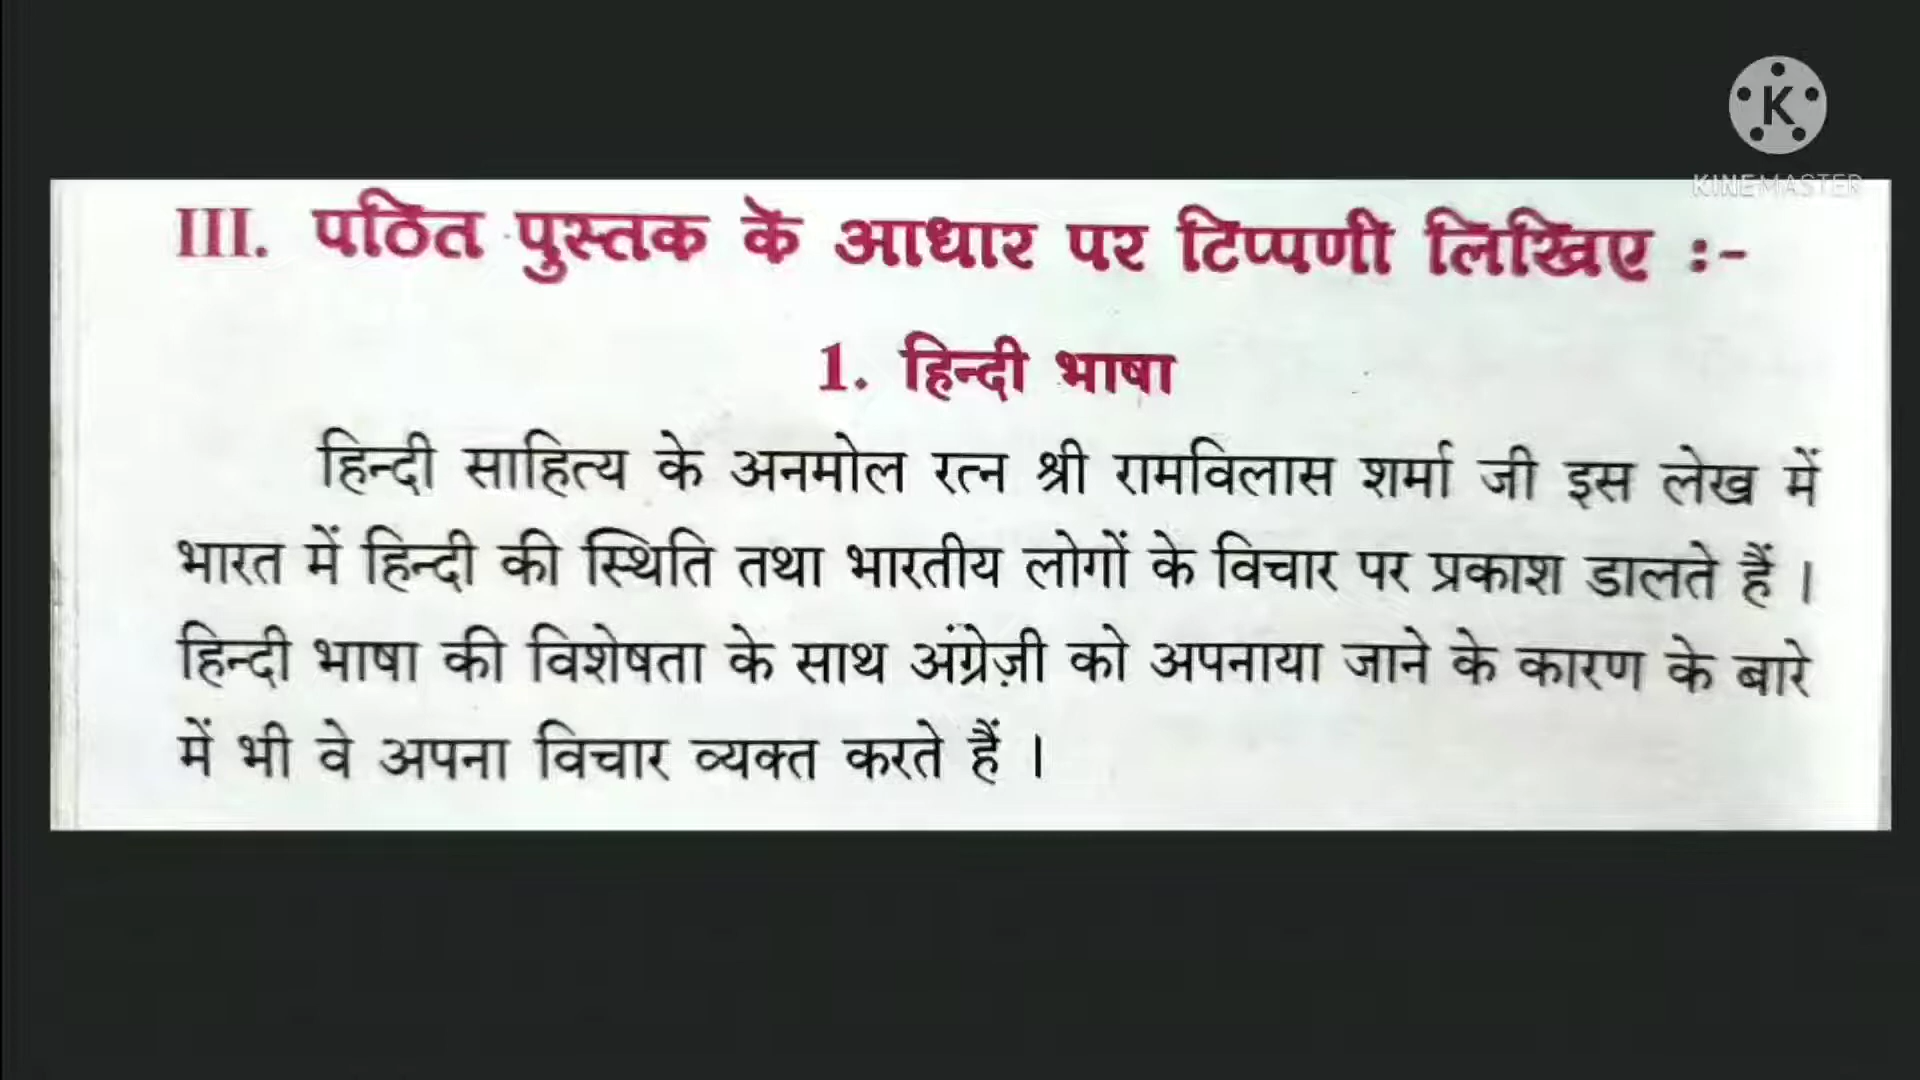 K
KINEMASTER
III. पठित पुस्तक के आधार पर टिप्पणी लिखिए :-
1. हिन्दी भाषा
हिन्दी साहित्य के अनमोल रत्न श्री रामविलास शर्मा जी इस लेख में
भारत में हिन्दी की स्थिति तथा भारतीय लोगों के विचार पर प्रकाश डालते हैं ।
हिन्दी भाषा की विशेषता के साथ अंग्रेज़ी को अपनाया जाने के कारण के बारे
में भी वे अपना विचार व्यक्त करते हैं ।